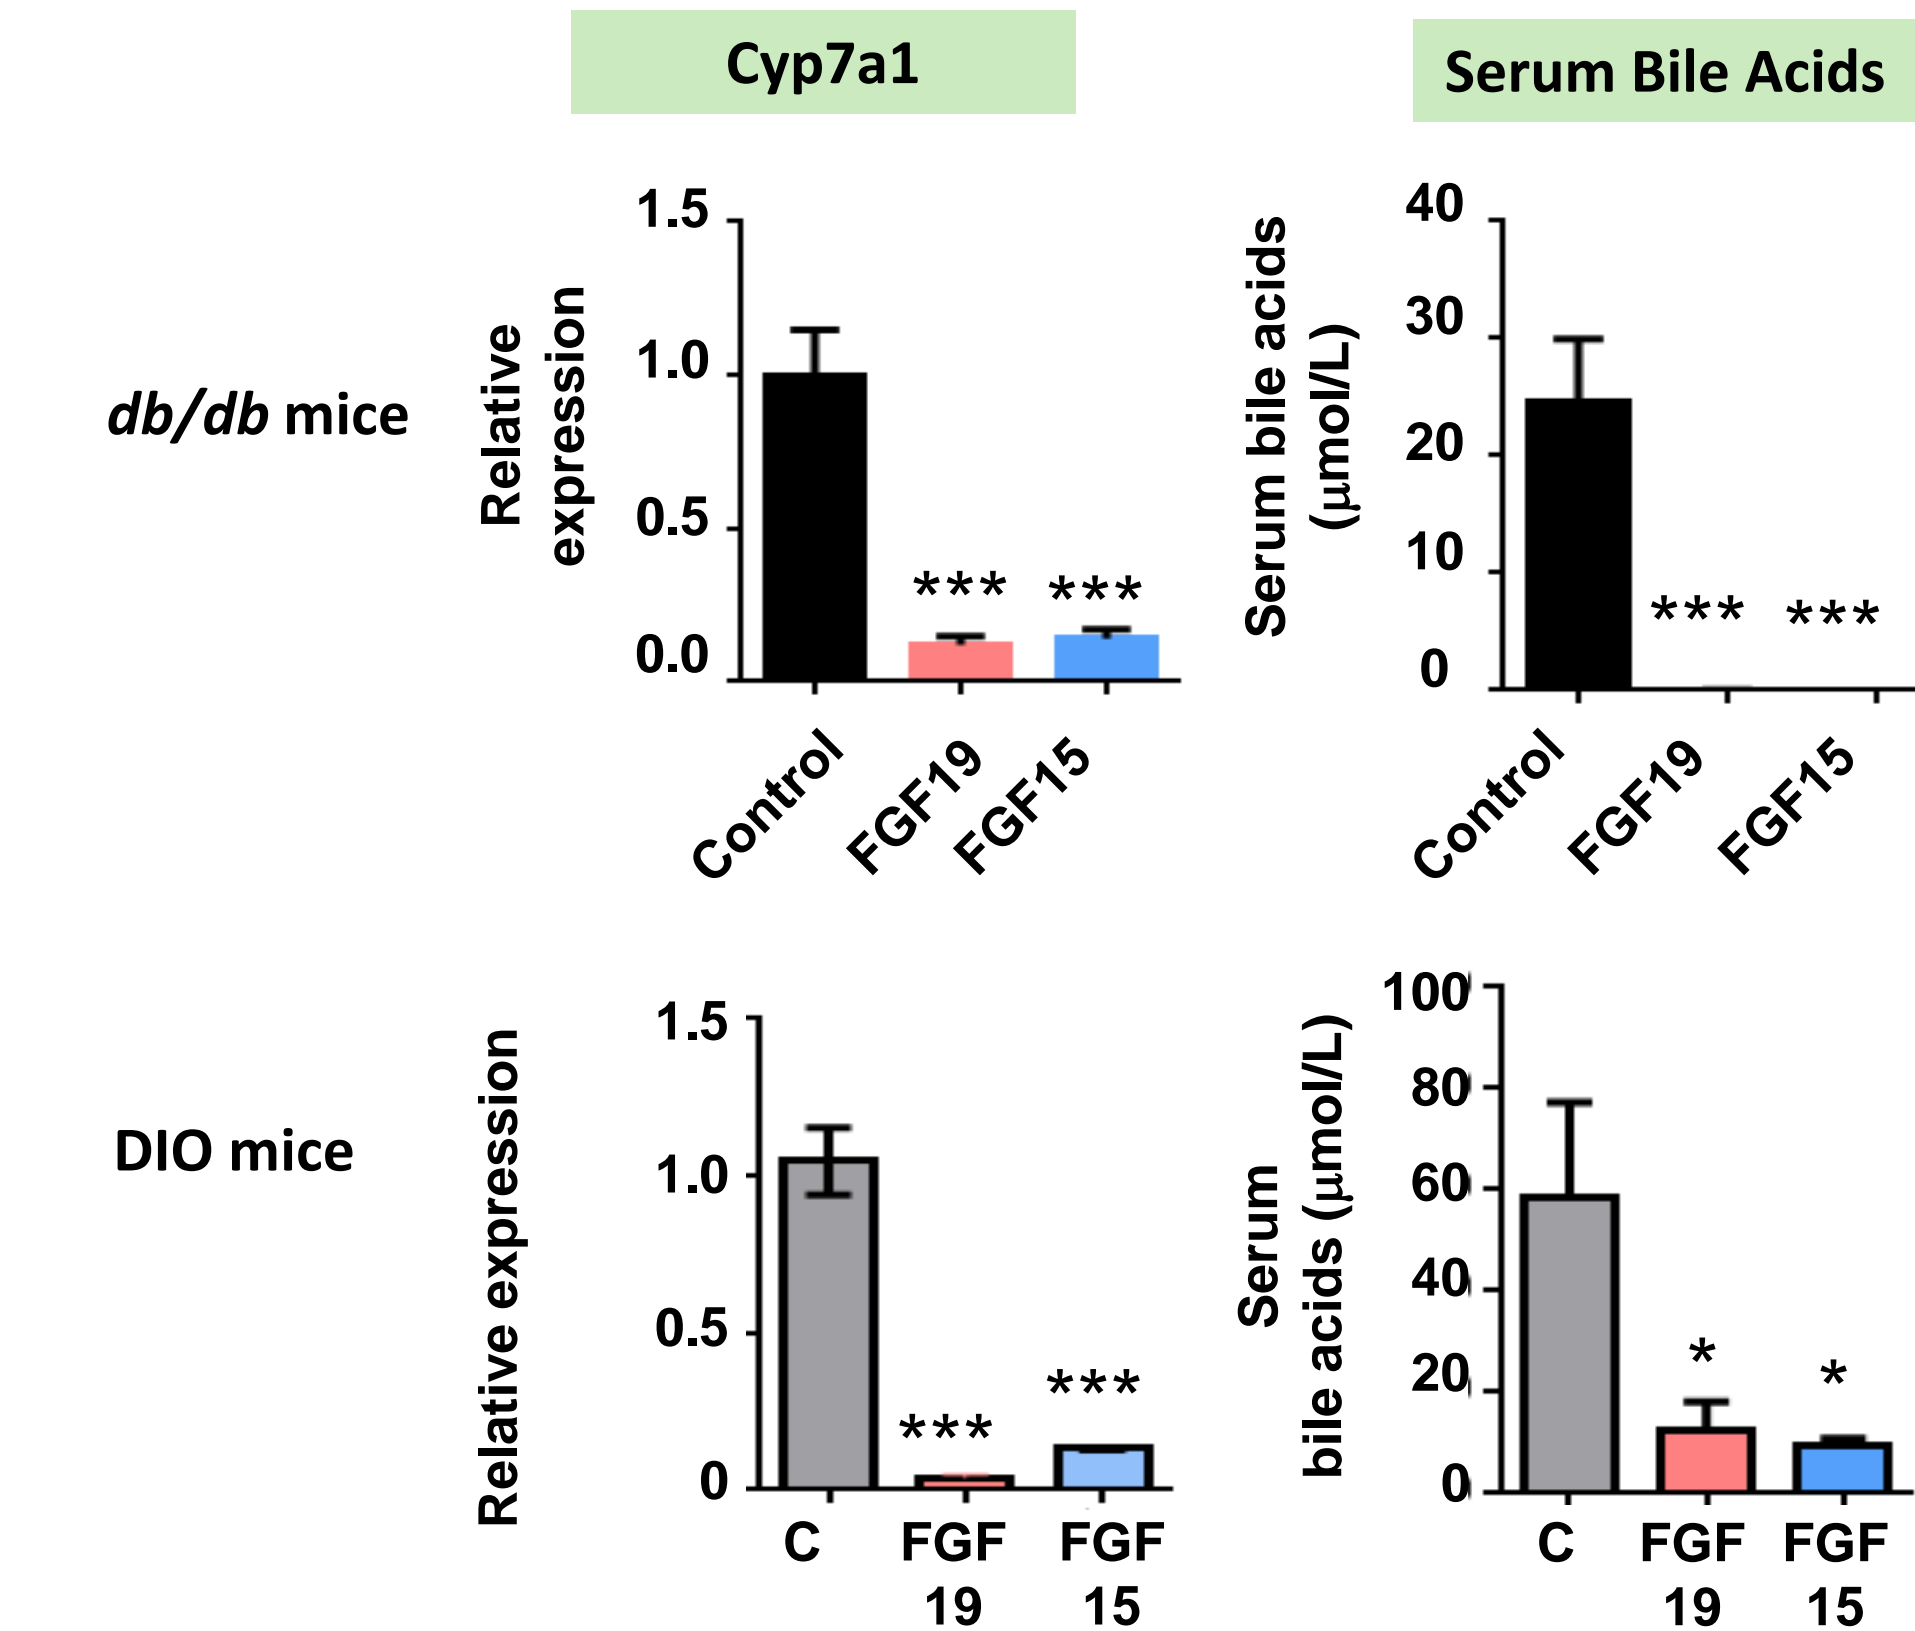 Cyp7a1
Serum Bile Acids
db/db mice
Relative
expression
1.5
1.0
0.5
0.0
***
***
Control
FGF19
FGF15
Serum bile acids
(μmol/L)
40
30
20
10
0
***
***
Control
FGF19
FGF15
DIO mice
Relative expression
1.5
1.0
0.5
0
***
***
C
FGF
19
FGF
15
Serum
bile acids (μmol/L)
100
80
60
40
20
0
*
*
C
FGF
19
FGF
15